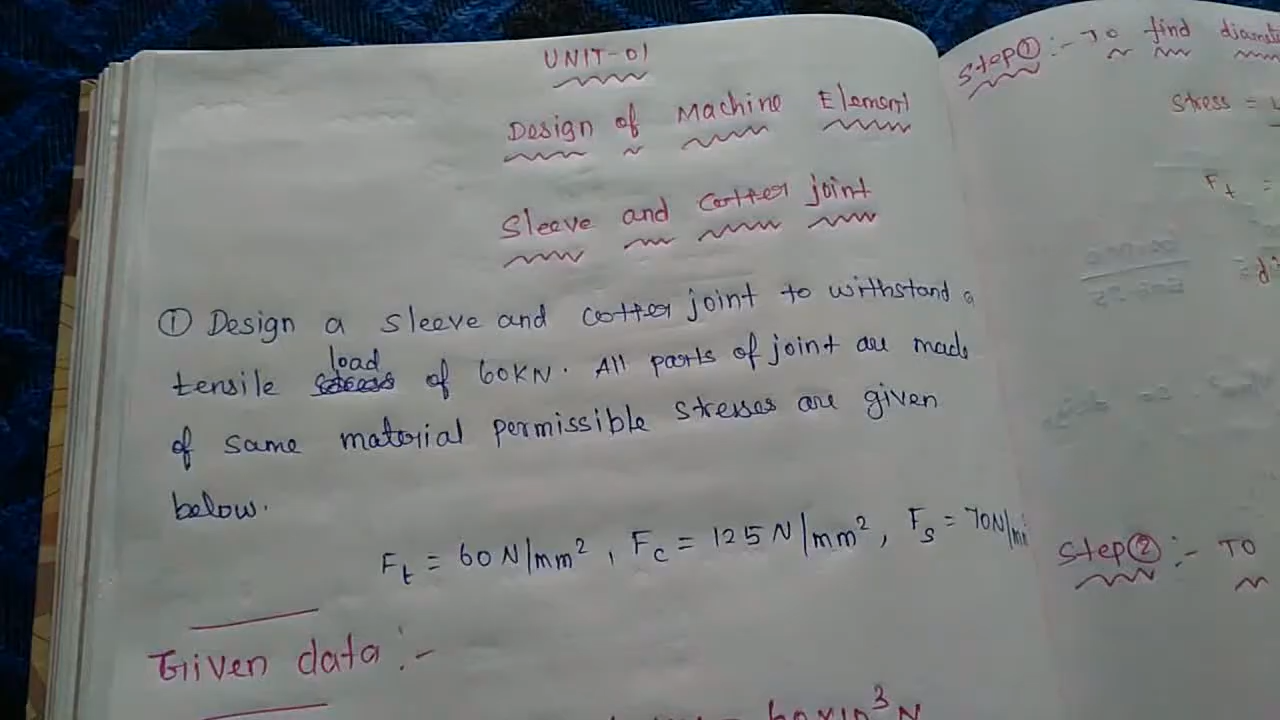 UNIT-01
Design of Machine Element
Sleeve and Cotter joint
① Design a sleeve and cotter joint to withstand a
load
tensile of 60KN. All parts of joint are made
of same material permissible stresses are given
below.
Ft = 60 N/mm², Fc = 125 N/mm², Fs = 70N/m
Given data :-
60x10³ N
Step① :- TO find
Stress =
Ft =
= d
Step② :- TO